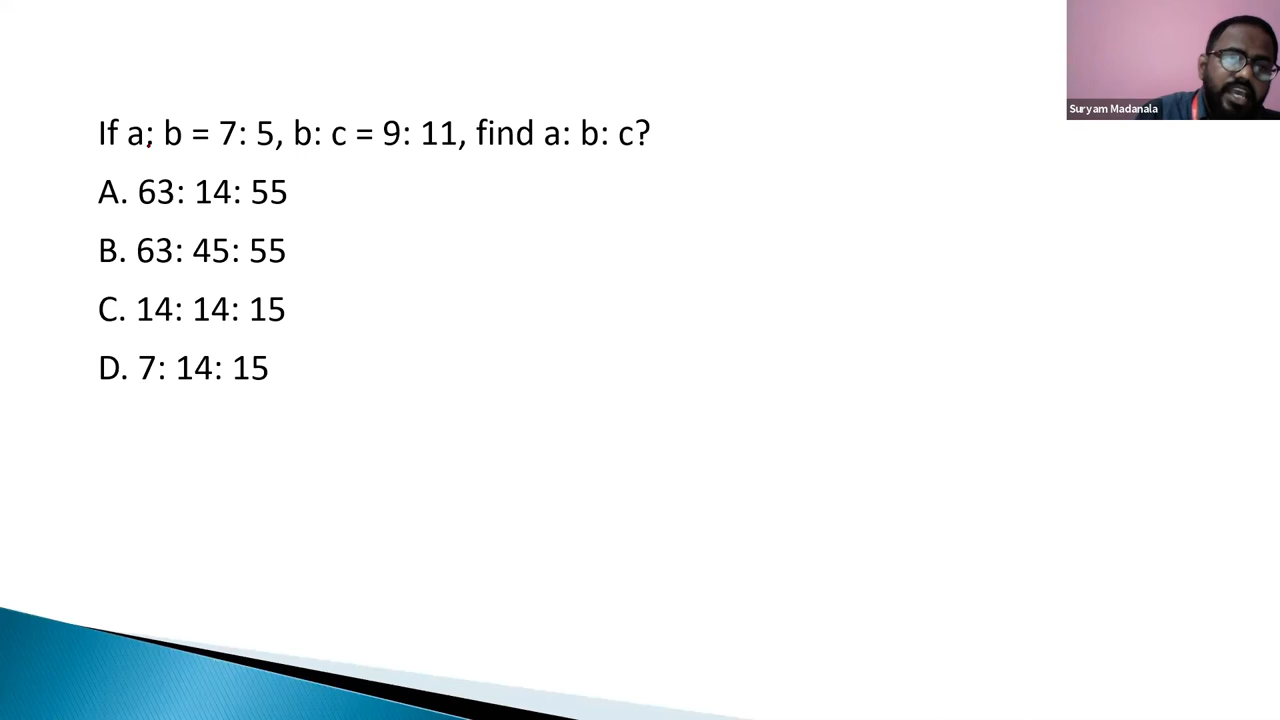 If a; b = 7: 5, b: c = 9: 11, find a: b: c?
A. 63: 14: 55
B. 63: 45: 55
C. 14: 14: 15
D. 7: 14: 15
Suryam Madanala